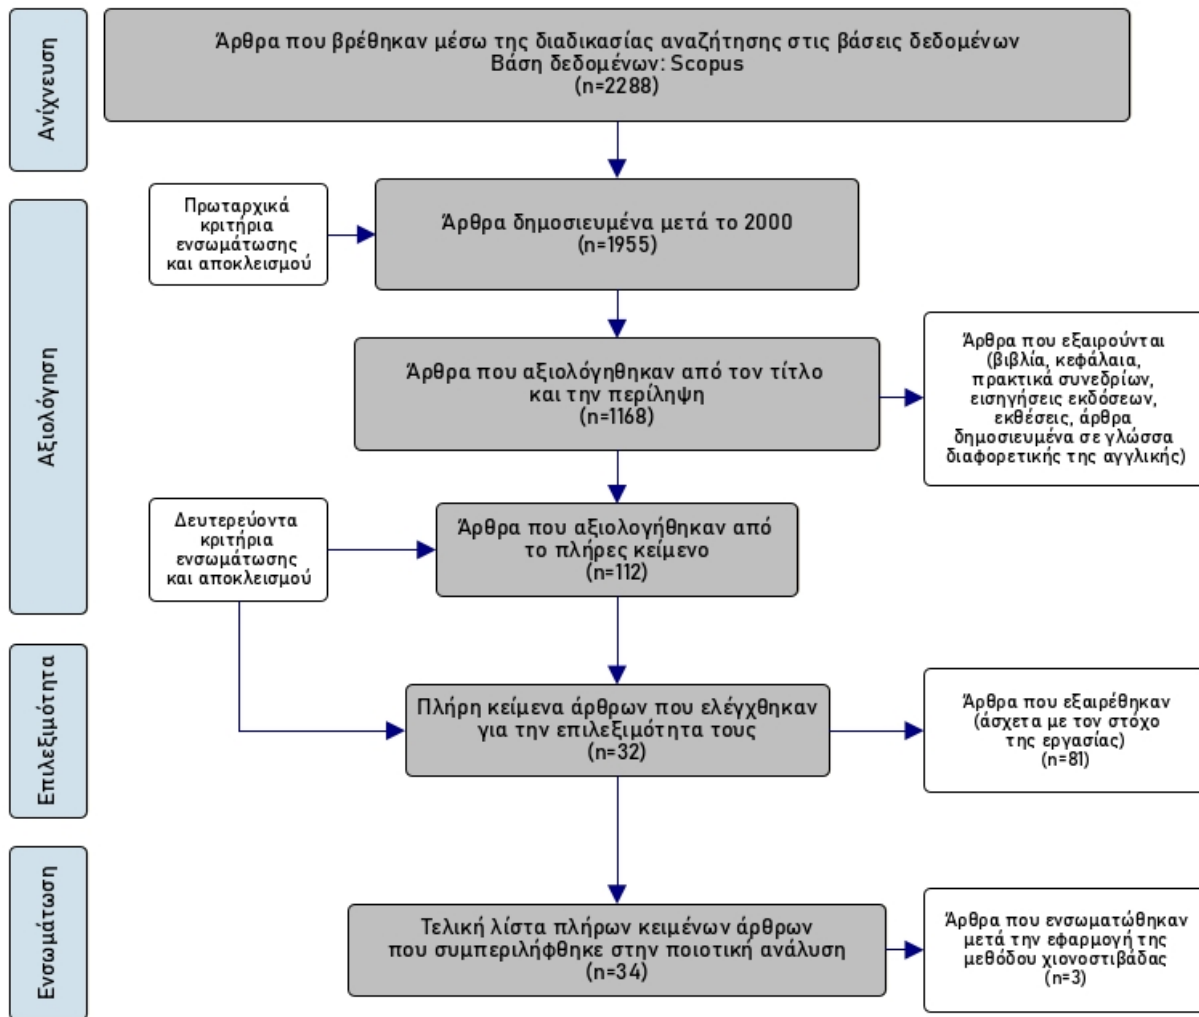 Ανίχνευση
Άρθρα που βρέθηκαν μέσω της διαδικασίας αναζήτησης στις βάσεις δεδομένων
Βάση δεδομένων: Scopus
(n=2288)
Αξιολόγηση
Πρωταρχικά
κριτήρια
ενσωμάτωσης
και αποκλεισμού
Άρθρα δημοσιευμένα μετά το 2000
(n=1955)
Άρθρα που αξιολόγηθηκαν από τον τίτλο
και την περίληψη
(n=1168)
Άρθρα που εξαιρούνται
(βιβλία, κεφάλαια,
πρακτικά συνεδρίων,
εισηγήσεις εκδόσεων,
εκθέσεις, άρθρα
δημοσιευμένα σε γλώσσα
διαφορετικής της αγγλικής)
Δευτερεύοντα
κριτήρια
ενσωμάτωσης
και αποκλεισμού
Άρθρα που αξιολογήθηκαν από
το πλήρες κείμενο
(n=112)
Επιλεξιμότητα
Πλήρη κείμενα άρθρων που ελέγχθηκαν
για την επιλεξιμότητα τους
(n=32)
Άρθρα που εξαιρέθηκαν
(άσχετα με τον στόχο
της εργασίας)
(n=81)
Ενσωμάτωση
Τελική λίστα πλήρων κειμένων άρθρων
που συμπεριλήφθηκε στην ποιοτική ανάλυση
(n=34)
Άρθρα που ενσωματώθηκαν
μετά την εφαρμογή της
μεθόδου χιονοστιβάδας
(n=3)